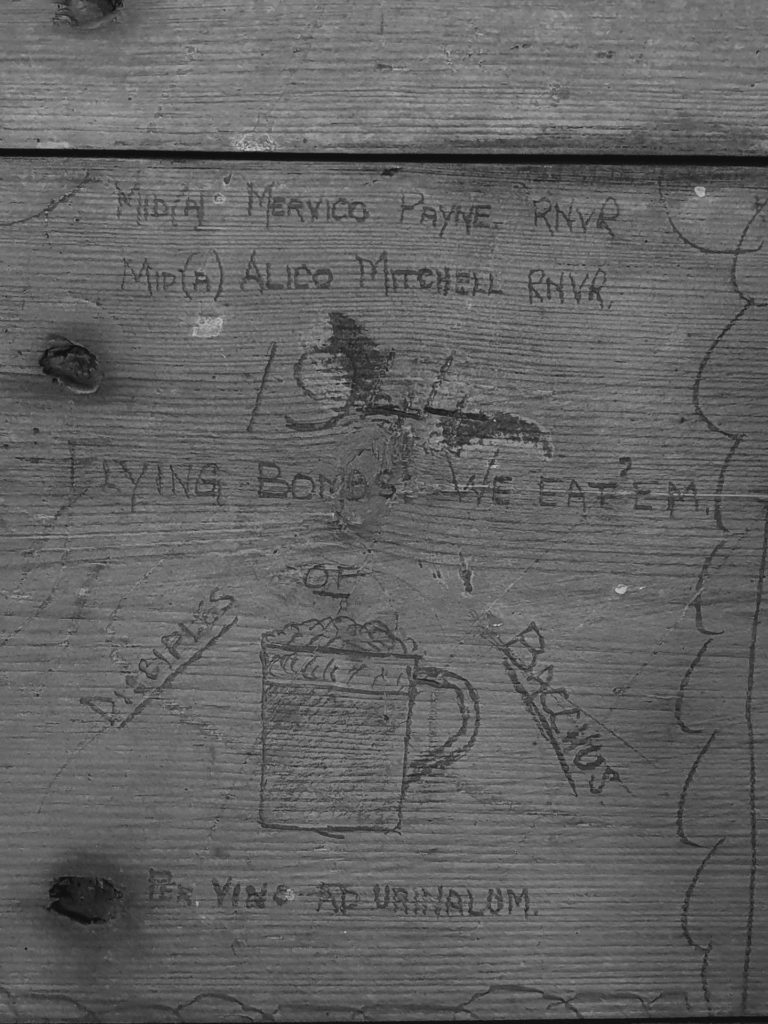 MID(A) MERVICO PAYNE. RNVR
MID(A) ALICO MITCHELL RNVR.
1944
FLYING BOMBS. WE EAT 'EM.
DISCIPLES OF BACCHUS
PER VINO AD URINALUM.